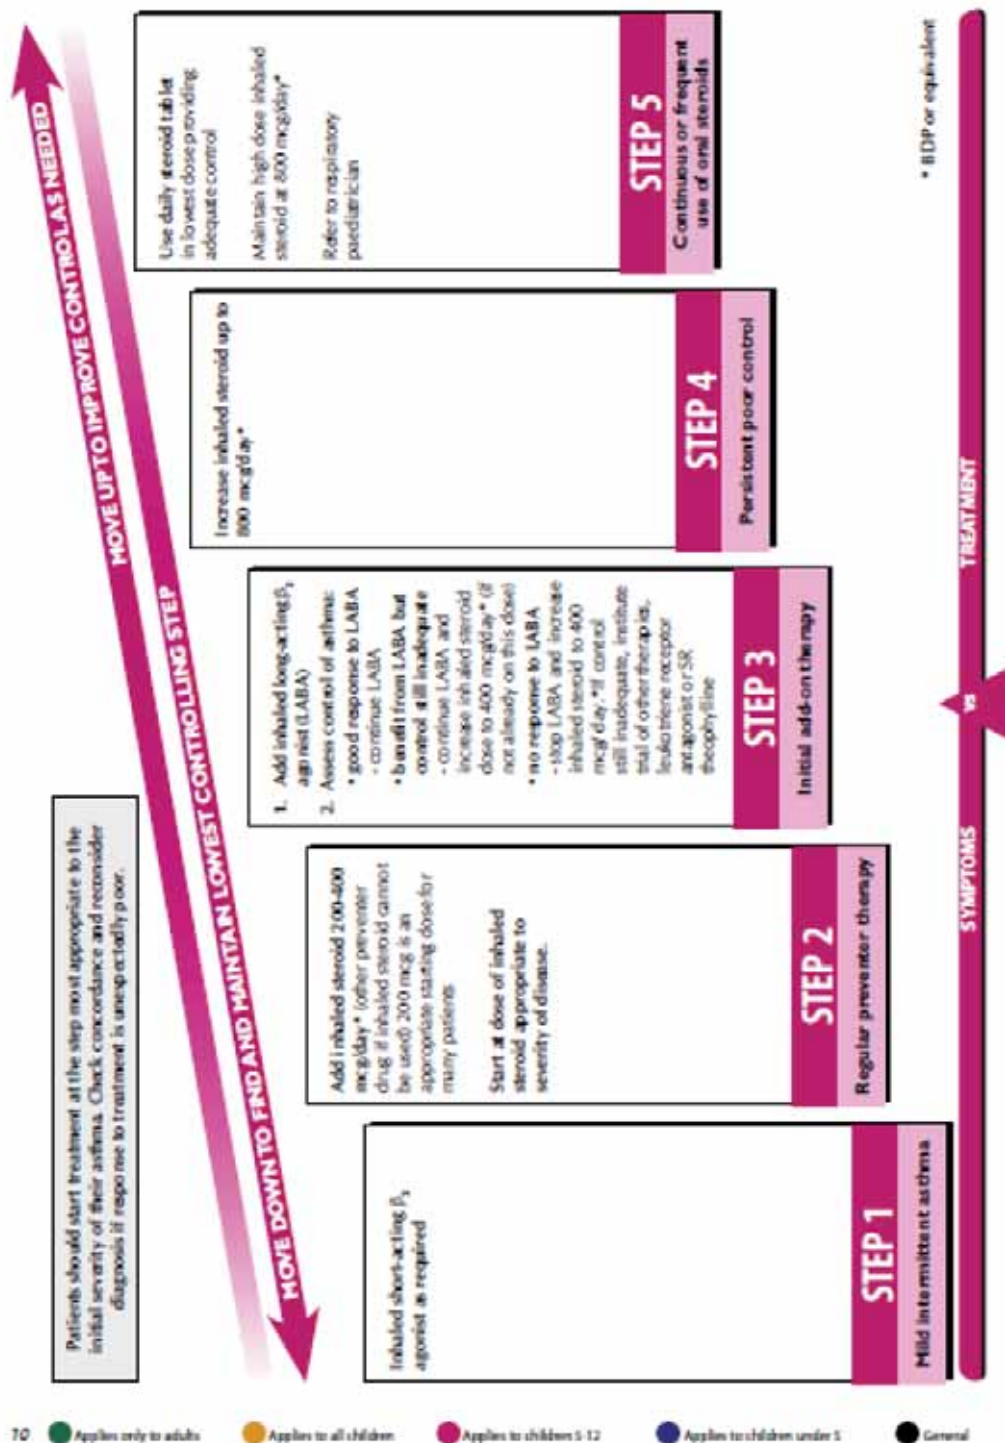 Patients should start treatment at the step most appropriate to the
initial severity of their asthma. Check concordance and reconsider
diagnosis if response to treatment is unexpectedly poor.
MOVE UP TO IMPROVE CONTROL AS NEEDED
MOVE DOWN TO FIND AND MAINTAIN LOWEST CONTROLLING STEP
Inhaled short-acting β₂
agonist as required
STEP 1
Mild intermittent asthma
Add inhaled steroid 200-400
mcg/day* (other preventer
drug if inhaled steroid cannot
be used) 200 mcg is an
appropriate starting dose for
many patients
Start at dose of inhaled
steroid appropriate to
severity of disease.
STEP 2
Regular preventer therapy
1. Add inhaled long-acting β₂
agonist (LABA)
2. Assess control of asthma:
• good response to LABA
- continue LABA
• benefit from LABA but
control still inadequate
- continue LABA and
increase inhaled steroid
dose to 400 mcg/day* (if
not already on this dose)
• no response to LABA
- stop LABA and increase
inhaled steroid to 400
mcg/day.* If control
still inadequate, institute
trial of other therapies,
leukotriene receptor
antagonist or SR
theophylline
STEP 3
Initial add-on therapy
Increase inhaled steroid up to
800 mcg/day*
STEP 4
Persistent poor control
Use daily steroid tablet
in lowest dose providing
adequate control
Maintain high dose inhaled
steroid at 800 mcg/day*
Refer to respiratory
paediatrician
STEP 5
Continuous or frequent
use of oral steroids
* BDP or equivalent
SYMPTOMS vs TREATMENT
10 Applies only to adults Applies to all children Applies to children 5-12 Applies to children under 5 General